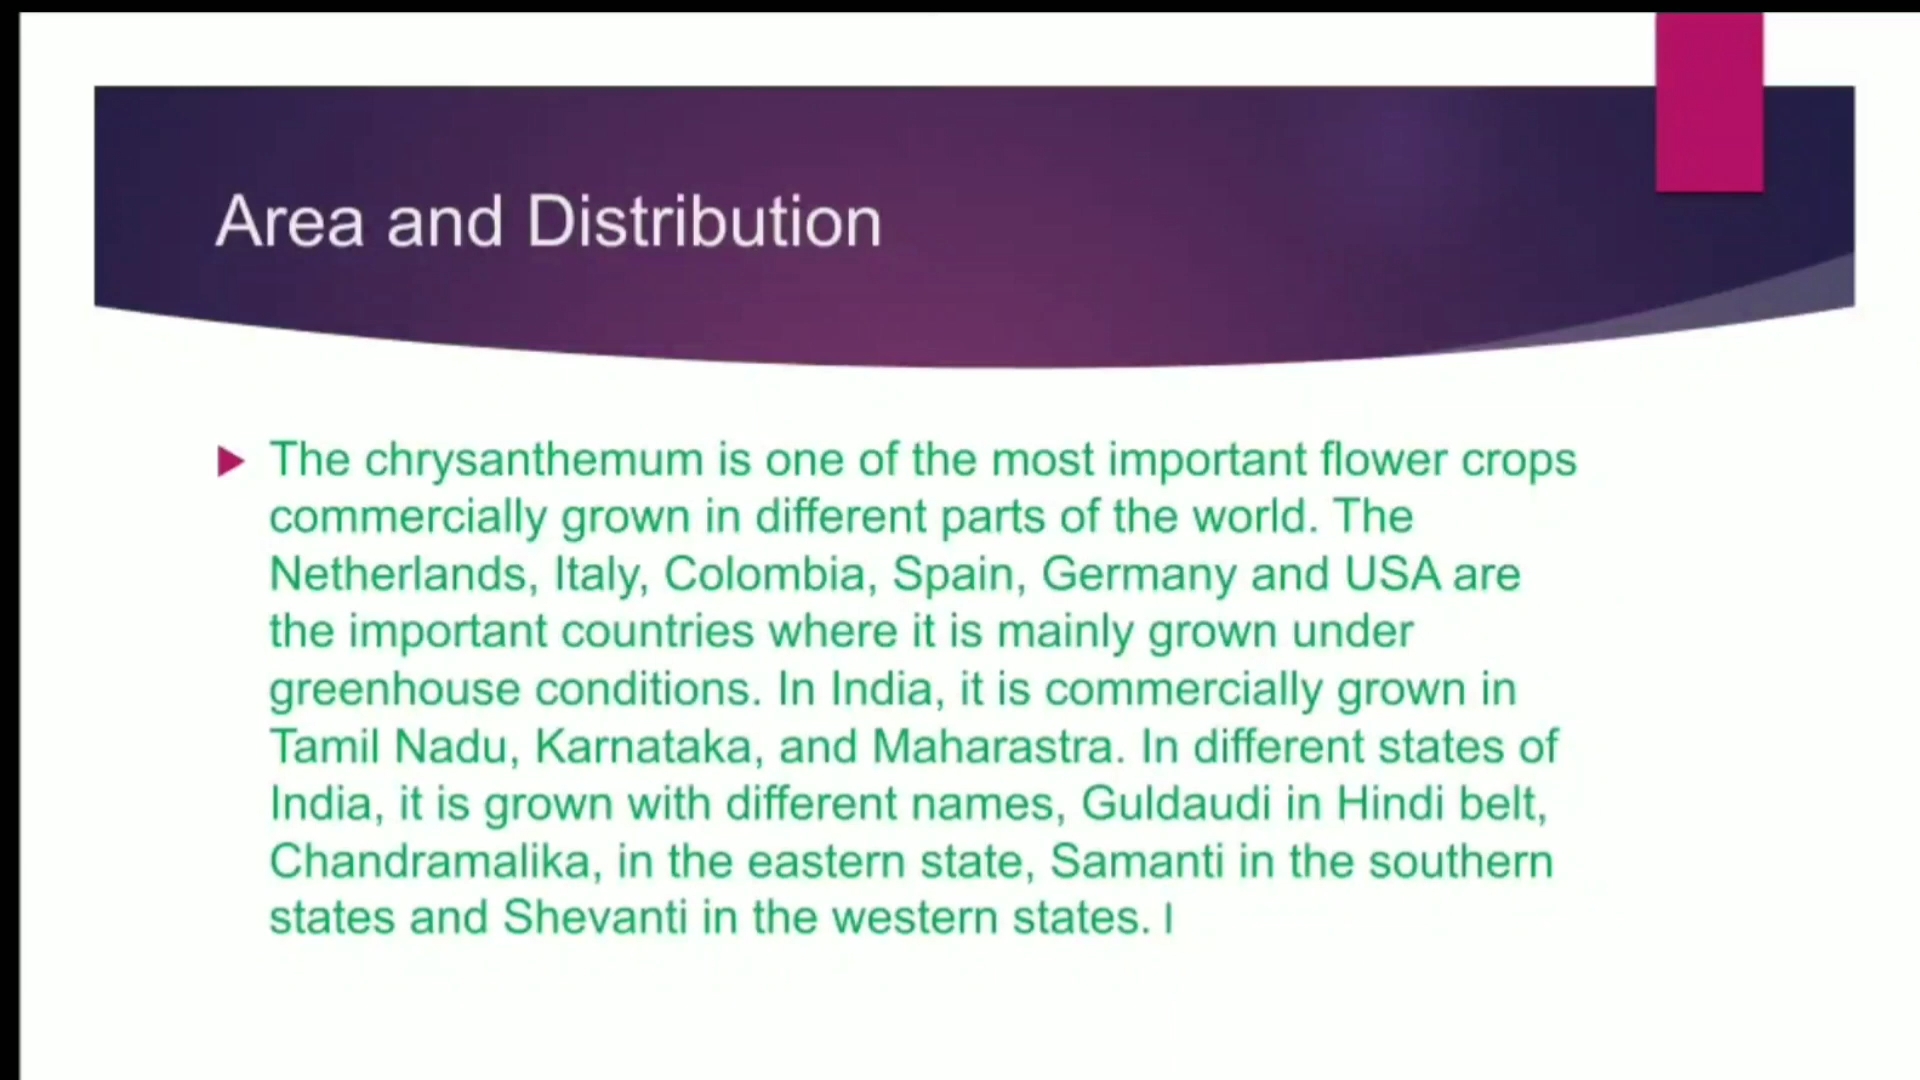 Area and Distribution
The chrysanthemum is one of the most important flower crops
commercially grown in different parts of the world. The
Netherlands, Italy, Colombia, Spain, Germany and USA are
the important countries where it is mainly grown under
greenhouse conditions. In India, it is commercially grown in
Tamil Nadu, Karnataka, and Maharastra. In different states of
India, it is grown with different names, Guldaudi in Hindi belt,
Chandramalika, in the eastern state, Samanti in the southern
states and Shevanti in the western states. I